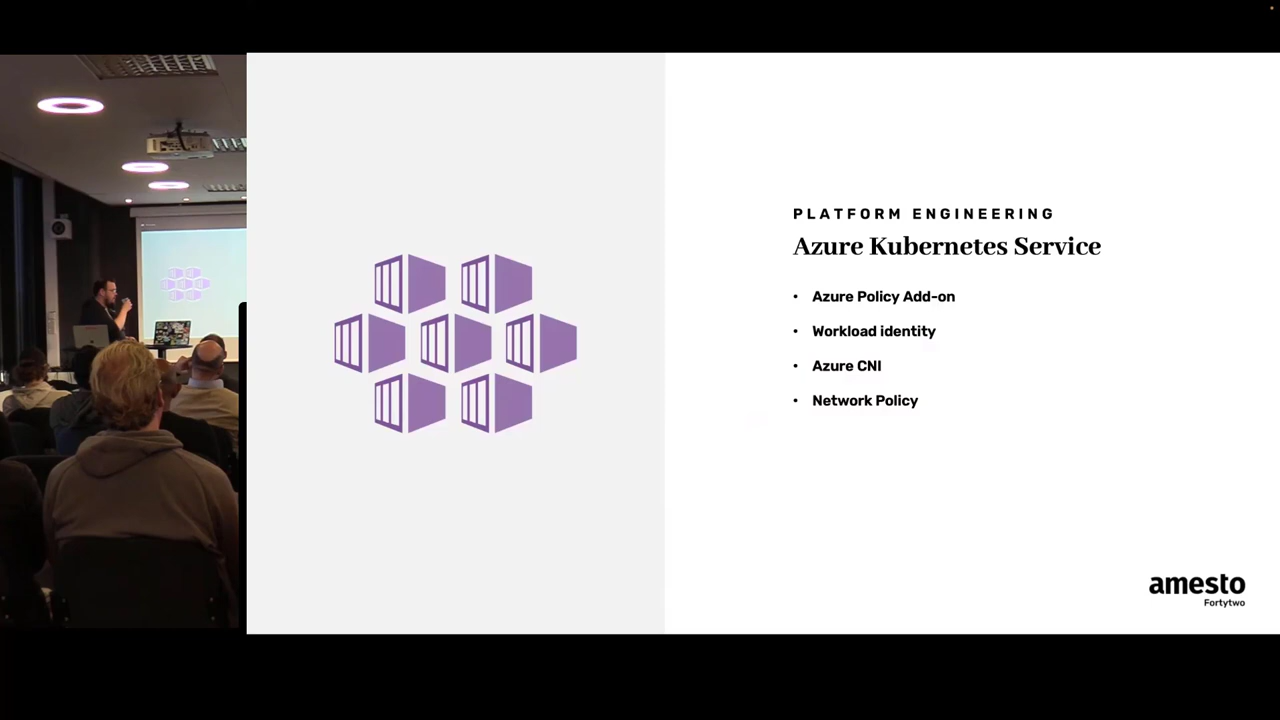 PLATFORM ENGINEERING
Azure Kubernetes Service
• Azure Policy Add-on
• Workload identity
• Azure CNI
• Network Policy
amesto
Fortytwo